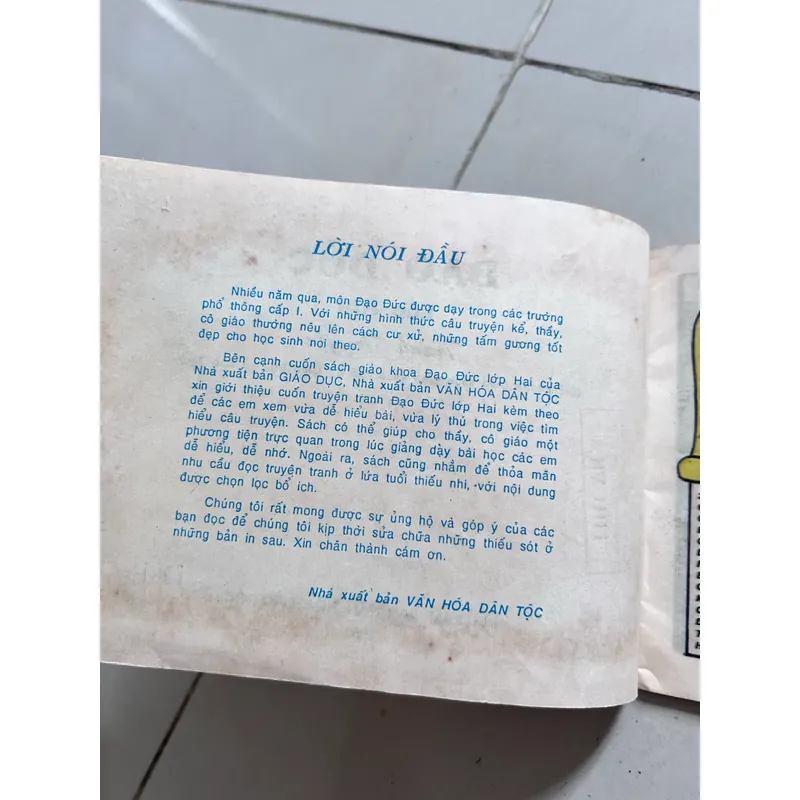 LỜI NÓI ĐẦU
Nhiều năm qua, môn Đạo Đức được dạy trong các trường
phổ thông cấp I. Với những hình thức câu truyện kể, thầy,
cô giáo thường nêu lên cách cư xử, những tấm gương tốt
đẹp cho học sinh noi theo.
Bên cạnh cuốn sách giáo khoa Đạo Đức lớp Hai của
Nhà xuất bản GIÁO DỤC, Nhà xuất bản VĂN HÓA DÂN TỘC
xin giới thiệu cuốn truyện tranh Đạo Đức lớp Hai kèm theo
để các em xem vừa dễ hiểu bài, vừa lý thú trong việc tìm
hiểu câu truyện. Sách có thể giúp cho thầy, cô giáo một
phương tiện trực quan trong lúc giảng dậy bài học các em
dễ hiểu, dễ nhớ. Ngoài ra, sách cũng nhằm để thỏa mãn
nhu cầu đọc truyện tranh ở lứa tuổi thiếu nhi, với nội dung
được chọn lọc bổ ích.
Chúng tôi rất mong được sự ủng hộ và góp ý của các
bạn đọc để chúng tôi kịp thời sửa chữa những thiếu sót ở
những bản in sau. Xin chân thành cám ơn.
Nhà xuất bản VĂN HÓA DÂN TỘC